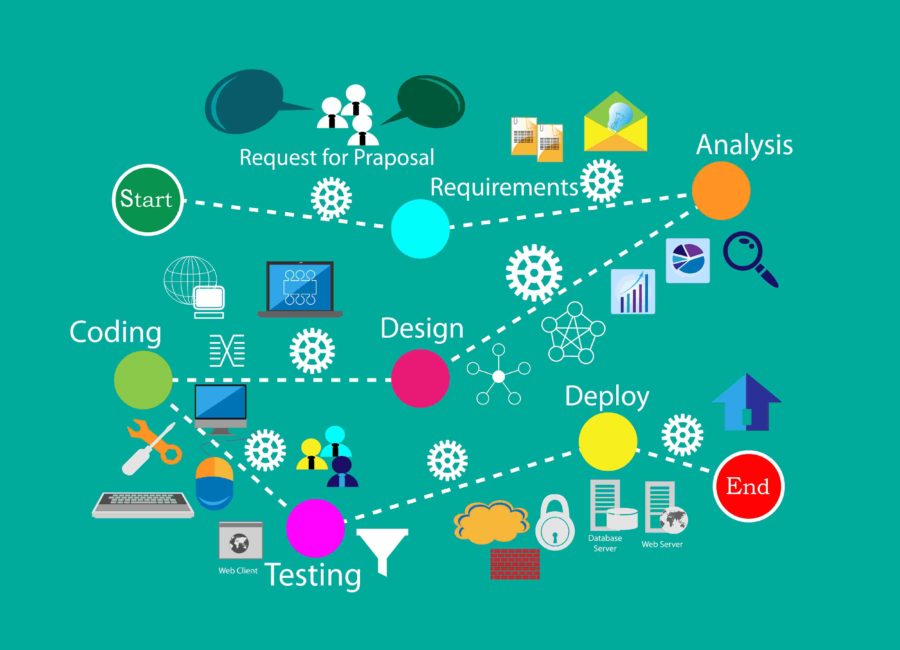 Request for Praposal
Analysis
Start
Requirements
Coding
Design
Deploy
End
Database
Server
Web Server
Web Client
Testing